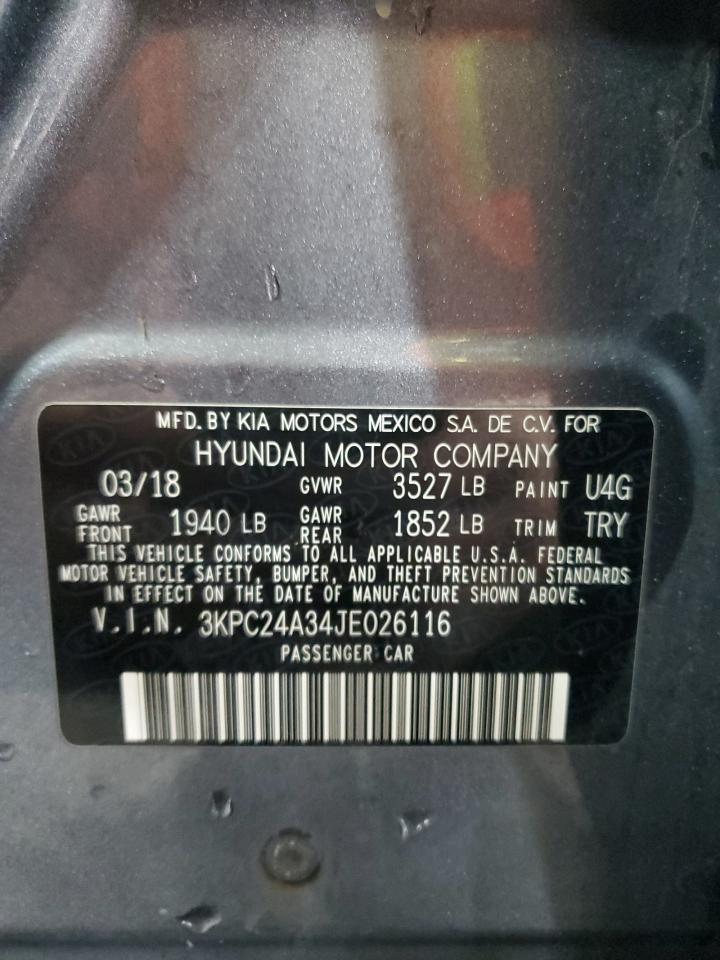 MFD. BY KIA MOTORS MEXICO S.A. DE C.V. FOR
HYUNDAI MOTOR COMPANY
03/18 GVWR 3527 LB PAINT U4G
GAWR FRONT 1940 LB GAWR REAR 1852 LB TRIM TRY
THIS VEHICLE CONFORMS TO ALL APPLICABLE U.S.A. FEDERAL
MOTOR VEHICLE SAFETY, BUMPER, AND THEFT PREVENTION STANDARDS
IN EFFECT ON THE DATE OF MANUFACTURE SHOWN ABOVE.
V.I.N. 3KPC24A34JE026116
PASSENGER CAR